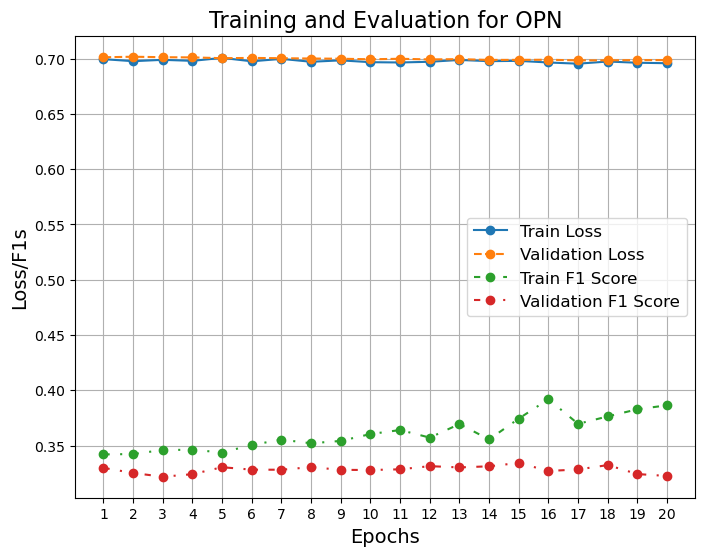 Training and Evaluation for OPN
Loss/F1s
0.70
0.65
0.60
0.55
0.50
0.45
0.40
0.35
Train Loss
Validation Loss
Train F1 Score
Validation F1 Score
1 2 3 4 5 6 7 8 9 10 11 12 13 14 15 16 17 18 19 20
Epochs